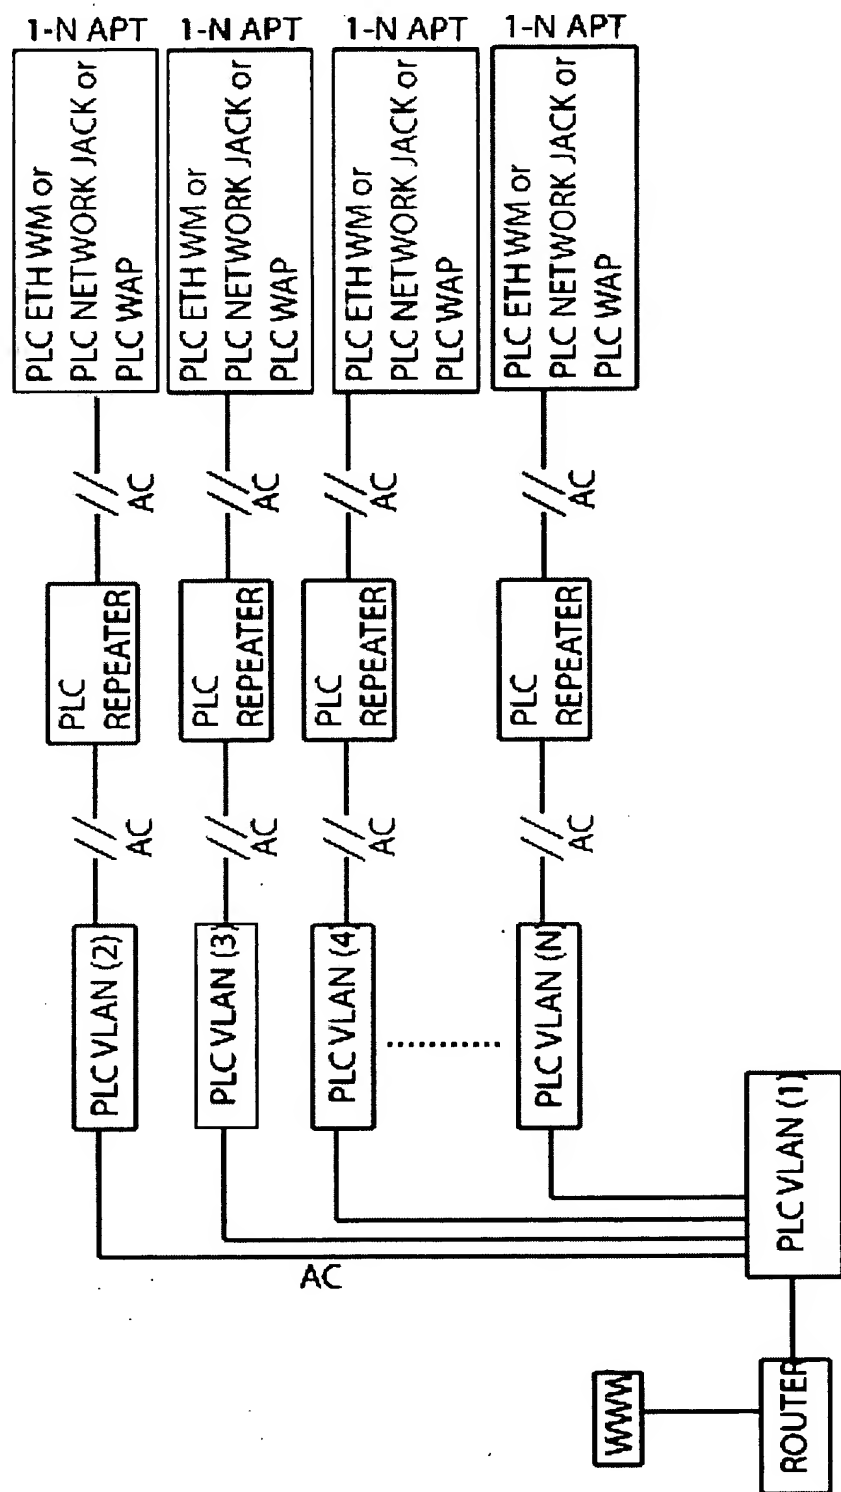 1-N APT
1-N APT
1-N APT
1-N APT
PLC ETH WM or
PLC NETWORK JACK or
PLC WAP
PLC ETH WM or
PLC NETWORK JACK or
PLC WAP
PLC ETH WM or
PLC NETWORK JACK or
PLC WAP
PLC ETH WM or
PLC NETWORK JACK or
PLC WAP
AC
AC
AC
AC
PLC
REPEATER
PLC
REPEATER
PLC
REPEATER
PLC
REPEATER
AC
AC
AC
AC
PLC VLAN (2)
PLC VLAN (3)
PLC VLAN (4)
PLC VLAN (N)
AC
PLC VLAN (1)
WWW
ROUTER